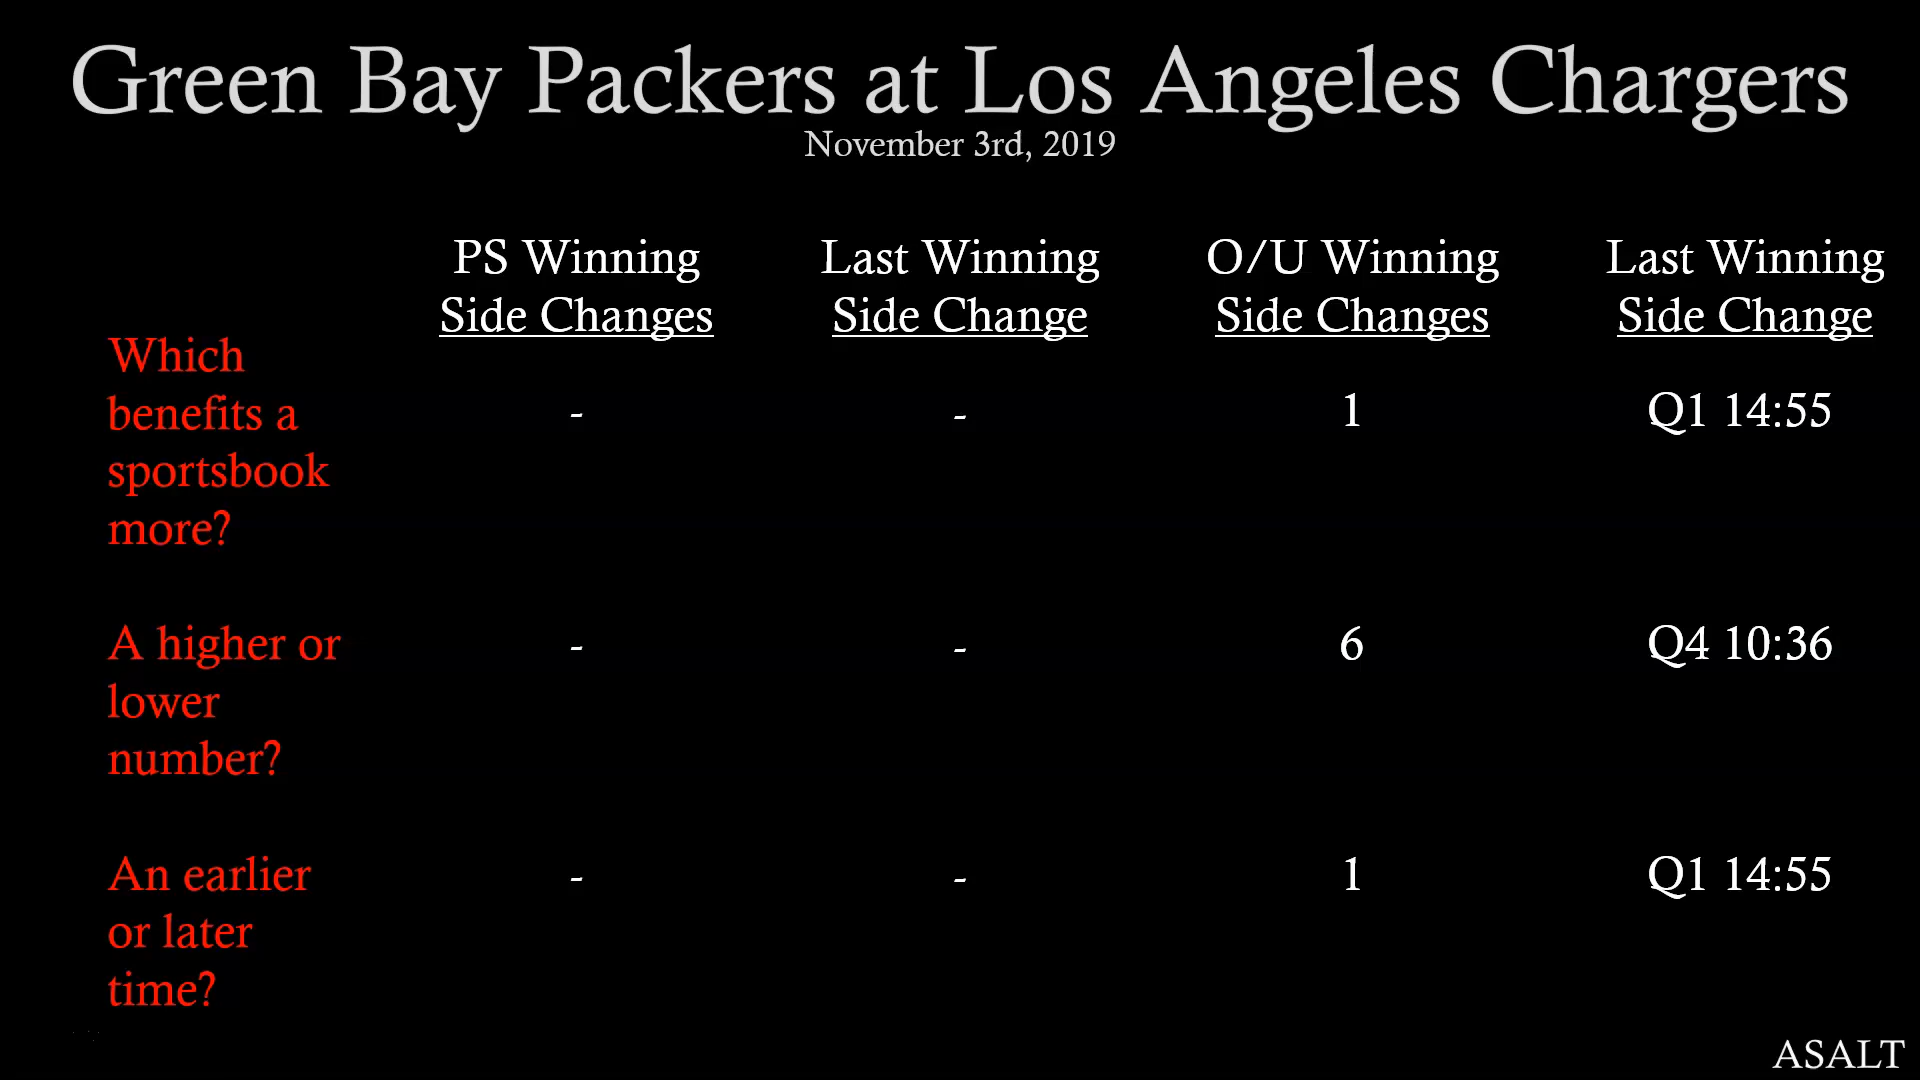 Green Bay Packers at Los Angeles Chargers
November 3rd, 2019
PS Winning Side Changes
Last Winning Side Change
O/U Winning Side Changes
Last Winning Side Change
Which
benefits a
sportsbook
more?
- - 1 Q1 14:55
A higher or
lower
number?
- - 6 Q4 10:36
An earlier
or later
time?
- - 1 Q1 14:55
ASALT